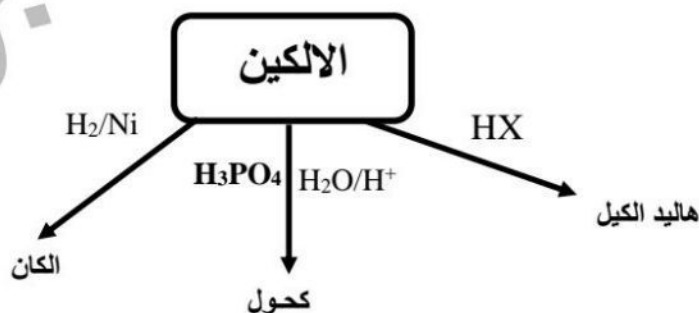 الالكين
H₂/Ni
HX
H₃PO₄ H₂O/H⁺
هاليد الكيل
الكان
كحول